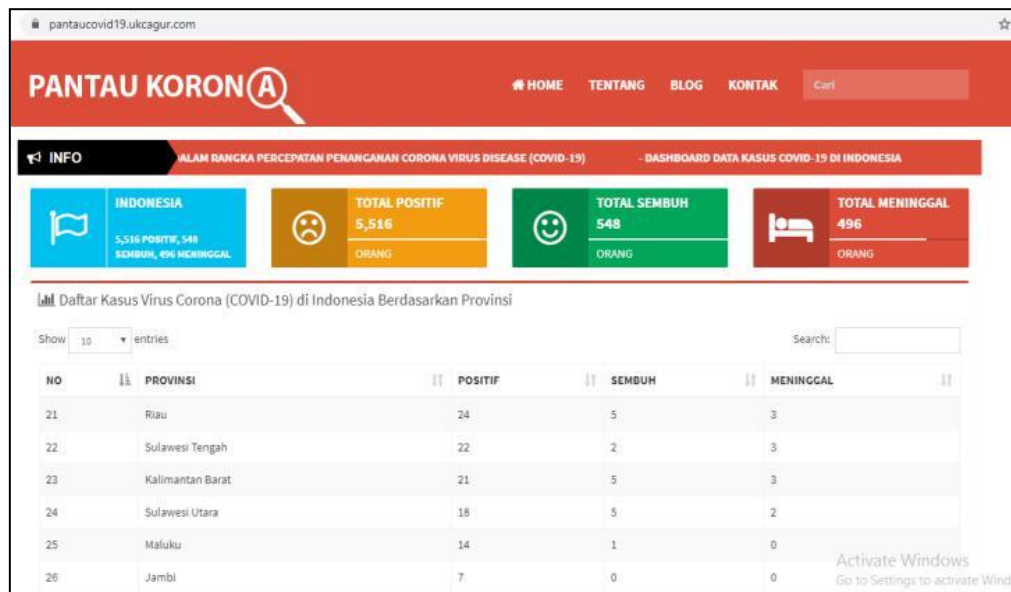 pantaucovid19.ukcagur.com
PANTAU KORONA
HOME TENTANG BLOG KONTAK Cari
INFO ALAM RANGKA PERCEPATAN PENANGANAN CORONA VIRUS DISEASE (COVID-19) - DASHBOARD DATA KASUS COVID-19 DI INDONESIA
INDONESIA
5,516 POSITIF, 548
SEMBUH, 496 MENINGGAL
TOTAL POSITIF
5,516
ORANG
TOTAL SEMBUH
548
ORANG
TOTAL MENINGGAL
496
ORANG
Daftar Kasus Virus Corona (COVID-19) di Indonesia Berdasarkan Provinsi
Show 10 entries Search:
NO PROVINSI POSITIF SEMBUH MENINGGAL
21 Riau 24 5 3
22 Sulawesi Tengah 22 2 3
23 Kalimantan Barat 21 5 3
24 Sulawesi Utara 18 5 2
25 Maluku 14 1 0
26 Jambi 7 0 0
Activate Windows
Go to Settings to activate Wind